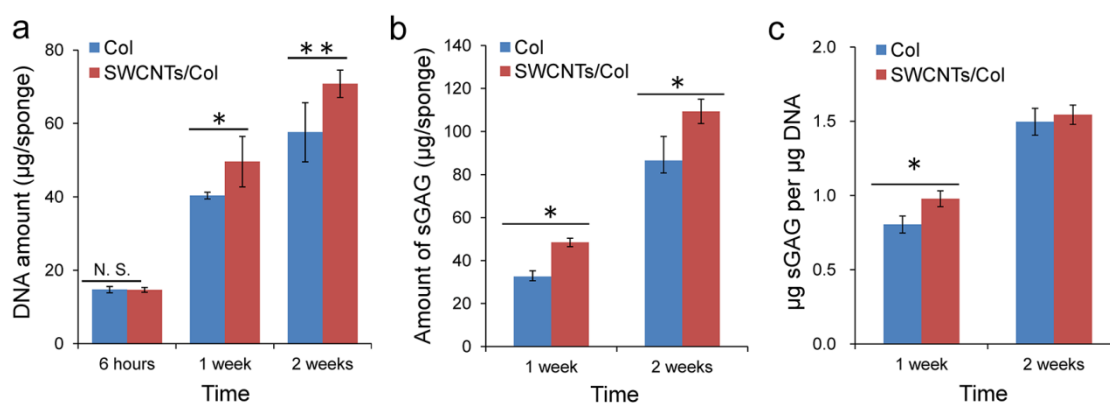 a
Col
SWCNTs/Col
DNA amount (µg/sponge)
80
60
40
20
0
N. S.
*
**
6 hours
1 week
2 weeks
Time
b
Col
SWCNTs/Col
Amount of sGAG (µg/sponge)
140
120
100
80
60
40
20
0
*
*
1 week
2 weeks
Time
c
Col
SWCNTs/Col
µg sGAG per µg DNA
2.0
1.5
1.0
0.5
0.0
*
1 week
2 weeks
Time